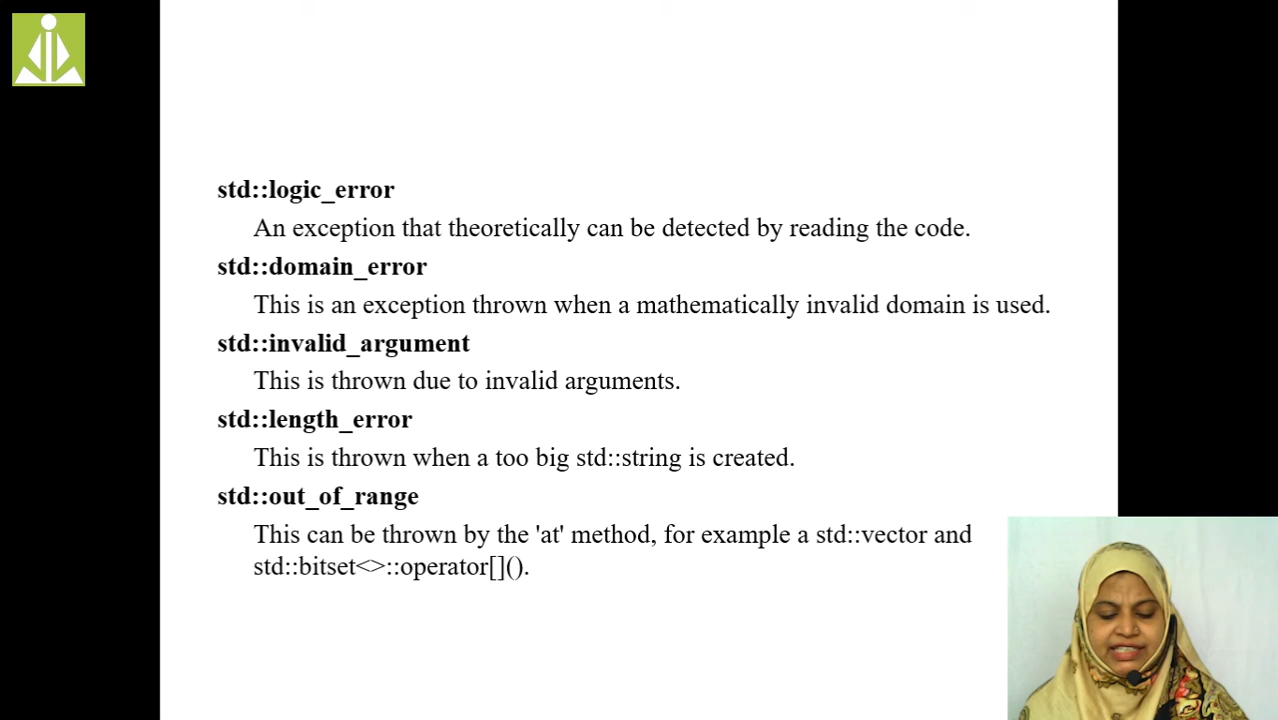 std::logic_error
An exception that theoretically can be detected by reading the code.
std::domain_error
This is an exception thrown when a mathematically invalid domain is used.
std::invalid_argument
This is thrown due to invalid arguments.
std::length_error
This is thrown when a too big std::string is created.
std::out_of_range
This can be thrown by the 'at' method, for example a std::vector and
std::bitset<>::operator[]().